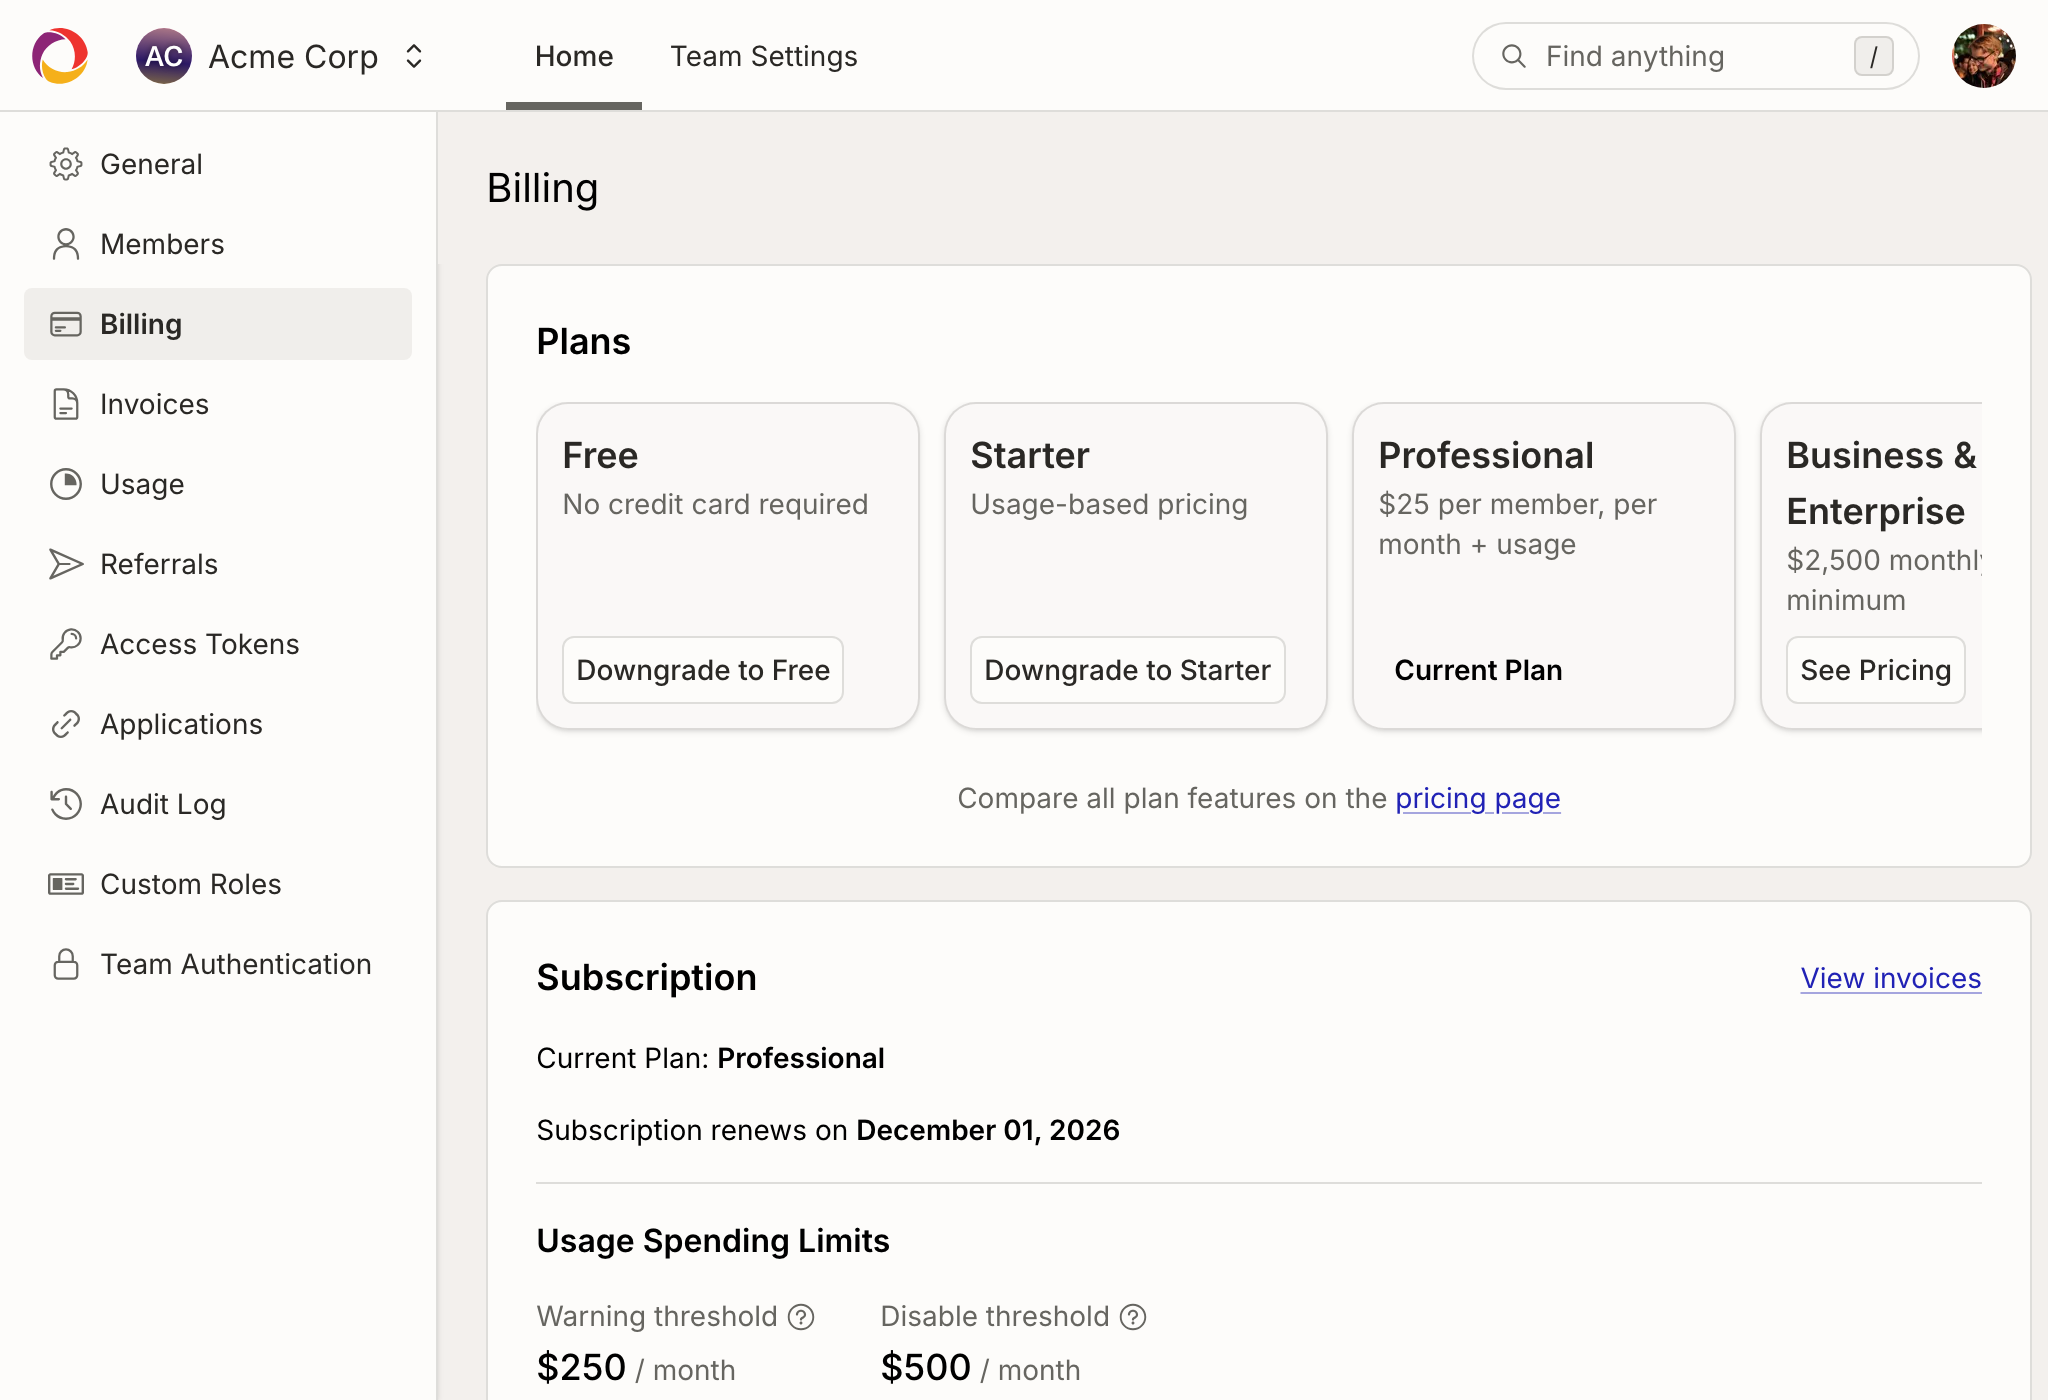 AC Acme Corp
Home
Team Settings
Find anything
/
General
Members
Billing
Invoices
Usage
Referrals
Access Tokens
Applications
Audit Log
Custom Roles
Team Authentication
Billing
Plans
Free
No credit card required
Downgrade to Free
Starter
Usage-based pricing
Downgrade to Starter
Professional
$25 per member, per
month + usage
Current Plan
Business &
Enterprise
$2,500 monthly
minimum
See Pricing
Compare all plan features on the pricing page
Subscription
View invoices
Current Plan: Professional
Subscription renews on December 01, 2026
Usage Spending Limits
Warning threshold ?
$250 / month
Disable threshold ?
$500 / month